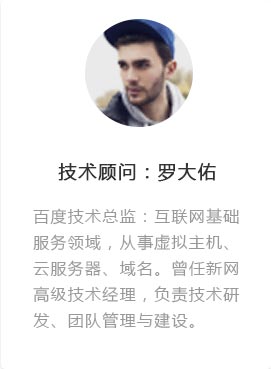 技术顾问：罗大佑
百度技术总监：互联网基础
服务领域，从事虚拟主机、
云服务器、域名。曾任新网
高级技术经理，负责技术研
发、团队管理与建设。